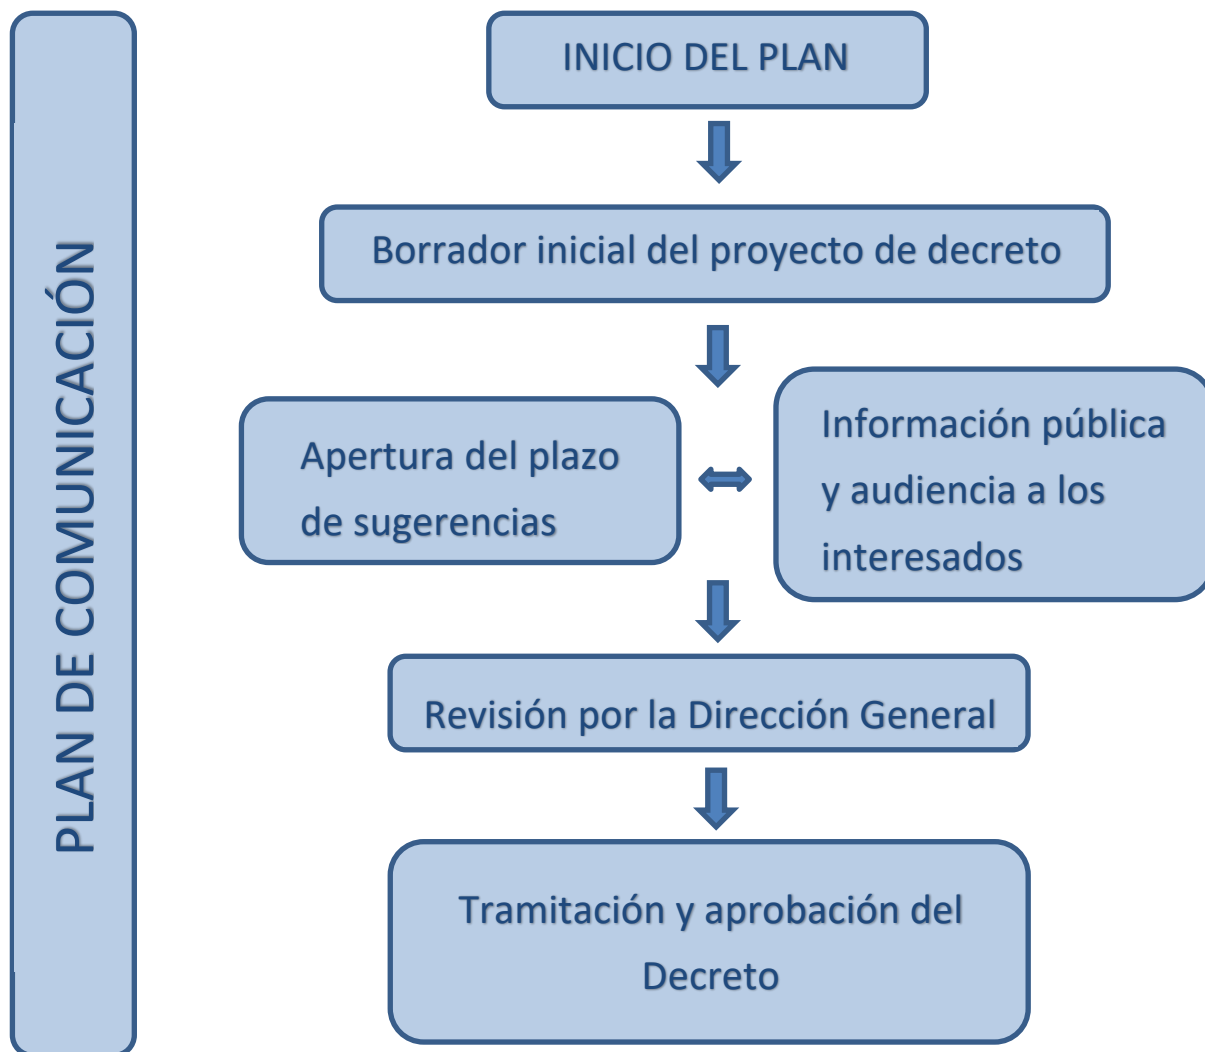 PLAN DE COMUNICACIÓN
INICIO DEL PLAN
Borrador inicial del proyecto de decreto
Apertura del plazo
de sugerencias
Información pública
y audiencia a los
interesados
Revisión por la Dirección General
Tramitación y aprobación del
Decreto